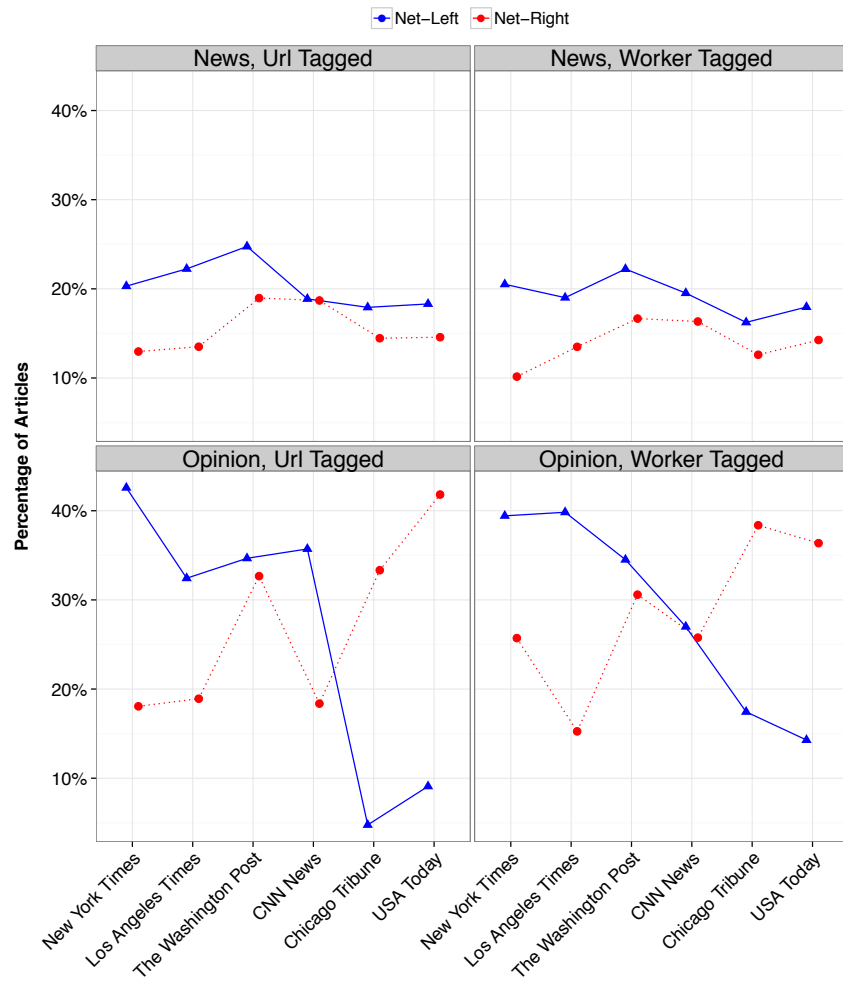 Net−Left Net−Right
News, Url Tagged
News, Worker Tagged
40%
30%
20%
10%
Opinion, Url Tagged
Opinion, Worker Tagged
40%
30%
20%
10%
Percentage of Articles
New York Times
Los Angeles Times
The Washington Post
CNN News
Chicago Tribune
USA Today
New York Times
Los Angeles Times
The Washington Post
CNN News
Chicago Tribune
USA Today